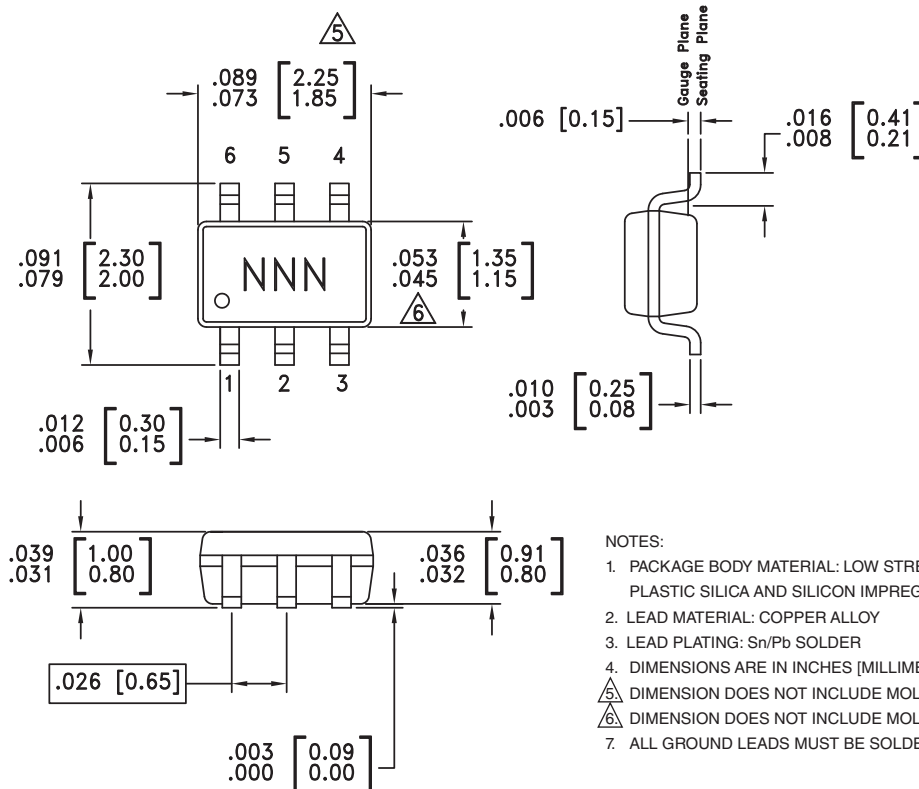 5
.089 [2.25]
.073 [1.85]
6 5 4
.091 [2.30]
.079 [2.00]
NNN
.053 [1.35]
.045 [1.15]
6
1 2 3
.012 [0.30]
.006 [0.15]
Gauge Plane
Seating Plane
.006 [0.15]
.016 [0.41]
.008 [0.21]
.010 [0.25]
.003 [0.08]
.039 [1.00]
.031 [0.80]
.036 [0.91]
.032 [0.80]
.026 [0.65]
.003 [0.09]
.000 [0.00]
NOTES:
1. PACKAGE BODY MATERIAL: LOW
PLASTIC SILICA AND SILICON
2. LEAD MATERIAL: COPPER ALLOY
3. LEAD PLATING: Sn/Pb SOLDER
4. DIMENSIONS ARE IN INCHES
5. DIMENSION DOES NOT INCLUDE
6. DIMENSION DOES NOT INCLUDE
7. ALL GROUND LEADS MUST BE